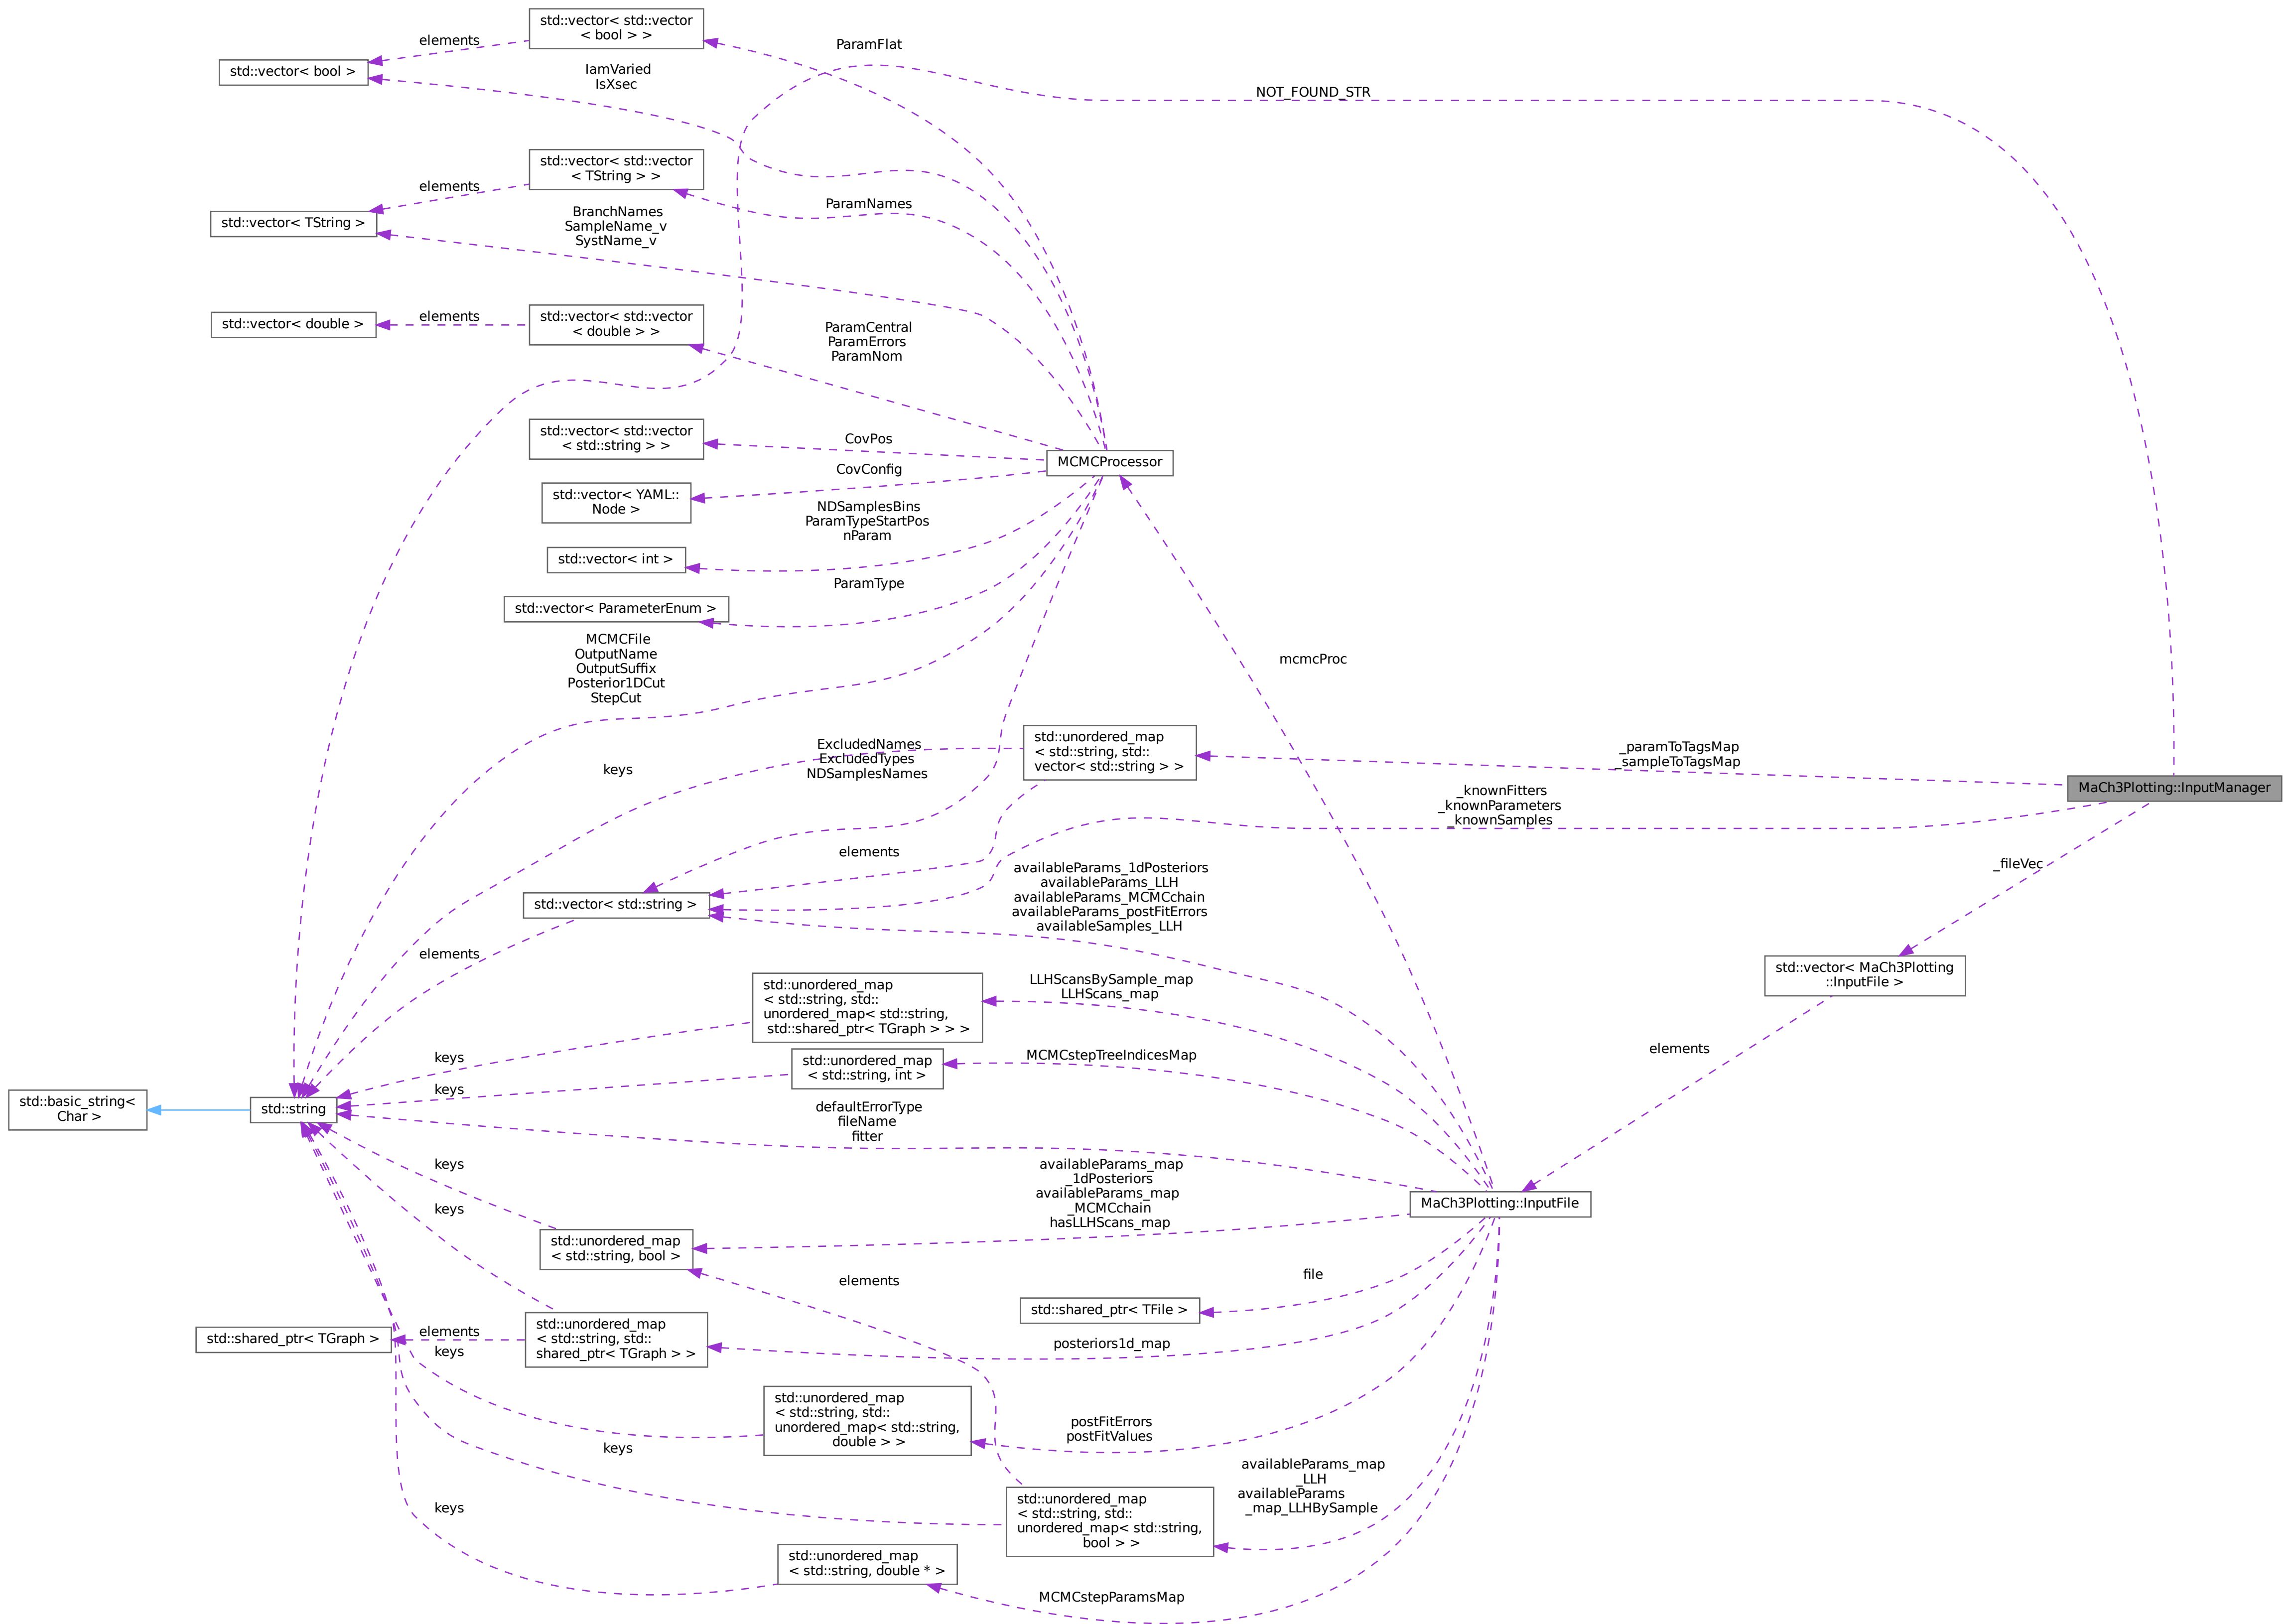 std::vector< std::vector
< bool > >
elements
ParamFlat
std::vector< bool >
IamVaried
IsXsec
NOT_FOUND_STR
std::vector< std::vector
< TString > >
elements
ParamNames
std::vector< TString >
BranchNames
SampleName_v
SystName_v
std::vector< double >
elements
std::vector< std::vector
< double > >
ParamCentral
ParamErrors
ParamNom
std::vector< std::vector
< std::string > >
CovPos
MCMCProcessor
CovConfig
std::vector< YAML::
Node >
NDSamplesBins
ParamTypeStartPos
nParam
std::vector< int >
ParamType
std::vector< ParameterEnum >
MCMCFile
OutputName
OutputSuffix
Posterior1DCut
StepCut
mcmcProc
ExcludedNames
ExcludedTypes
NDSamplesNames
keys
std::unordered_map
< std::string, std::
vector< std::string > >
_paramToTagsMap
_sampleToTagsMap
MaCh3Plotting::InputManager
_knownFitters
_knownParameters
_knownSamples
elements
_fileVec
std::vector< std::string >
availableParams_1dPosteriors
availableParams_LLH
availableParams_MCMCchain
availableParams_postFitErrors
availableSamples_LLH
elements
std::vector< MaCh3Plotting
::InputFile >
std::unordered_map
< std::string, std::
unordered_map< std::string,
std::shared_ptr< TGraph > > >
LLHScansBySample_map
LLHScans_map
elements
keys
std::unordered_map
< std::string, int >
MCMCstepTreeIndicesMap
keys
std::basic_string<
Char >
std::string
defaultErrorType
fileName
fitter
keys
availableParams_map
_1dPosteriors
availableParams_map
_MCMCchain
hasLLHScans_map
MaCh3Plotting::InputFile
keys
std::unordered_map
< std::string, bool >
elements
file
std::shared_ptr< TFile >
std::shared_ptr< TGraph >
elements
keys
std::unordered_map
< std::string, std::
shared_ptr< TGraph > >
posteriors1d_map
std::unordered_map
< std::string, std::
unordered_map< std::string,
double > >
postFitErrors
postFitValues
keys
availableParams_map
_LLH
availableParams
_map_LLHBySample
std::unordered_map
< std::string, std::
unordered_map< std::string,
bool > >
keys
std::unordered_map
< std::string, double * >
MCMCstepParamsMap